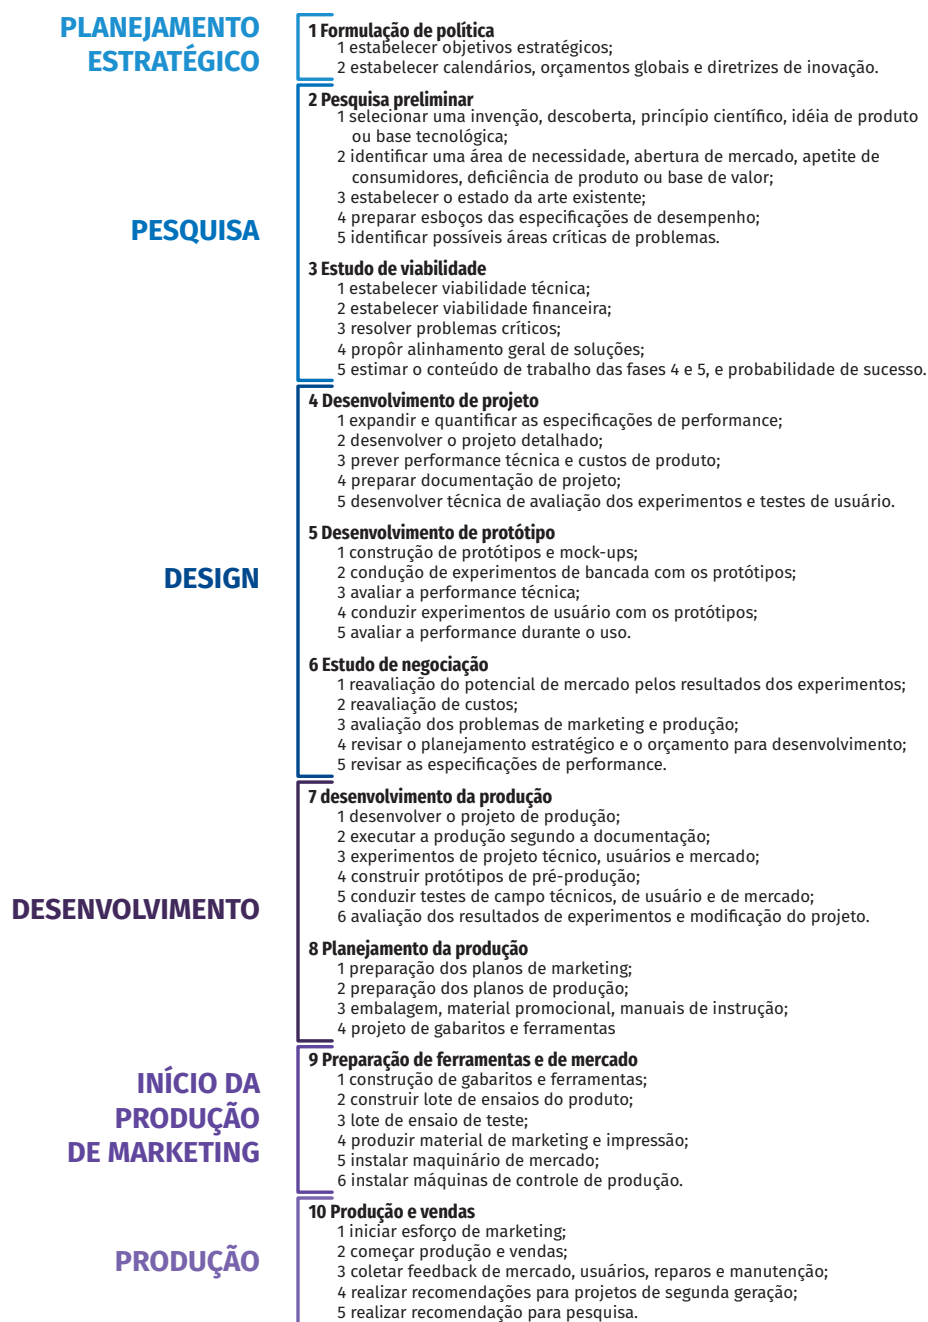 PLANEJAMENTO
ESTRATÉGICO
1 Formulação de política
1 estabelecer objetivos estratégicos;
2 estabelecer calendários, orçamentos globais e diretrizes de inovação.
PESQUISA
2 Pesquisa preliminar
1 selecionar uma invenção, descoberta, princípio científico, idéia de produto
ou base tecnológica;
2 identificar uma área de necessidade, abertura de mercado, apetite de
consumidores, deficiência de produto ou base de valor;
3 estabelecer o estado da arte existente;
4 preparar esboços das especificações de desempenho;
5 identificar possíveis áreas críticas de problemas.
3 Estudo de viabilidade
1 estabelecer viabilidade técnica;
2 estabelecer viabilidade financeira;
3 resolver problemas críticos;
4 propôr alinhamento geral de soluções;
5 estimar o conteúdo de trabalho das fases 4 e 5, e probabilidade de sucesso.
DESIGN
4 Desenvolvimento de projeto
1 expandir e quantificar as especificações de performance;
2 desenvolver o projeto detalhado;
3 prever performance técnica e custos de produto;
4 preparar documentação de projeto;
5 desenvolver técnica de avaliação dos experimentos e testes de usuário.
5 Desenvolvimento de protótipo
1 construção de protótipos e mock-ups;
2 condução de experimentos de bancada com os protótipos;
3 avaliar a performance técnica;
4 conduzir experimentos de usuário com os protótipos;
5 avaliar a performance durante o uso.
6 Estudo de negociação
1 reavaliação do potencial de mercado pelos resultados dos experimentos;
2 reavaliação de custos;
3 avaliação dos problemas de marketing e produção;
4 revisar o planejamento estratégico e o orçamento para desenvolvimento;
5 revisar as especificações de performance.
DESENVOLVIMENTO
7 desenvolvimento da produção
1 desenvolver o projeto de produção;
2 executar a produção segundo a documentação;
3 experimentos de projeto técnico, usuários e mercado;
4 construir protótipos de pré-produção;
5 conduzir testes de campo técnicos, de usuário e de mercado;
6 avaliação dos resultados de experimentos e modificação do projeto.
8 Planejamento da produção
1 preparação dos planos de marketing;
2 preparação dos planos de produção;
3 embalagem, material promocional, manuais de instrução;
4 projeto de gabaritos e ferramentas
INÍCIO DA
PRODUÇÃO
DE MARKETING
9 Preparação de ferramentas e de mercado
1 construção de gabaritos e ferramentas;
2 construir lote de ensaios do produto;
3 lote de ensaio de teste;
4 produzir material de marketing e impressão;
5 instalar maquinário de mercado;
6 instalar máquinas de controle de produção.
PRODUÇÃO
10 Produção e vendas
1 iniciar esforço de marketing;
2 começar produção e vendas;
3 coletar feedback de mercado, usuários, reparos e manutenção;
4 realizar recomendações para projetos de segunda geração;
5 realizar recomendação para pesquisa.